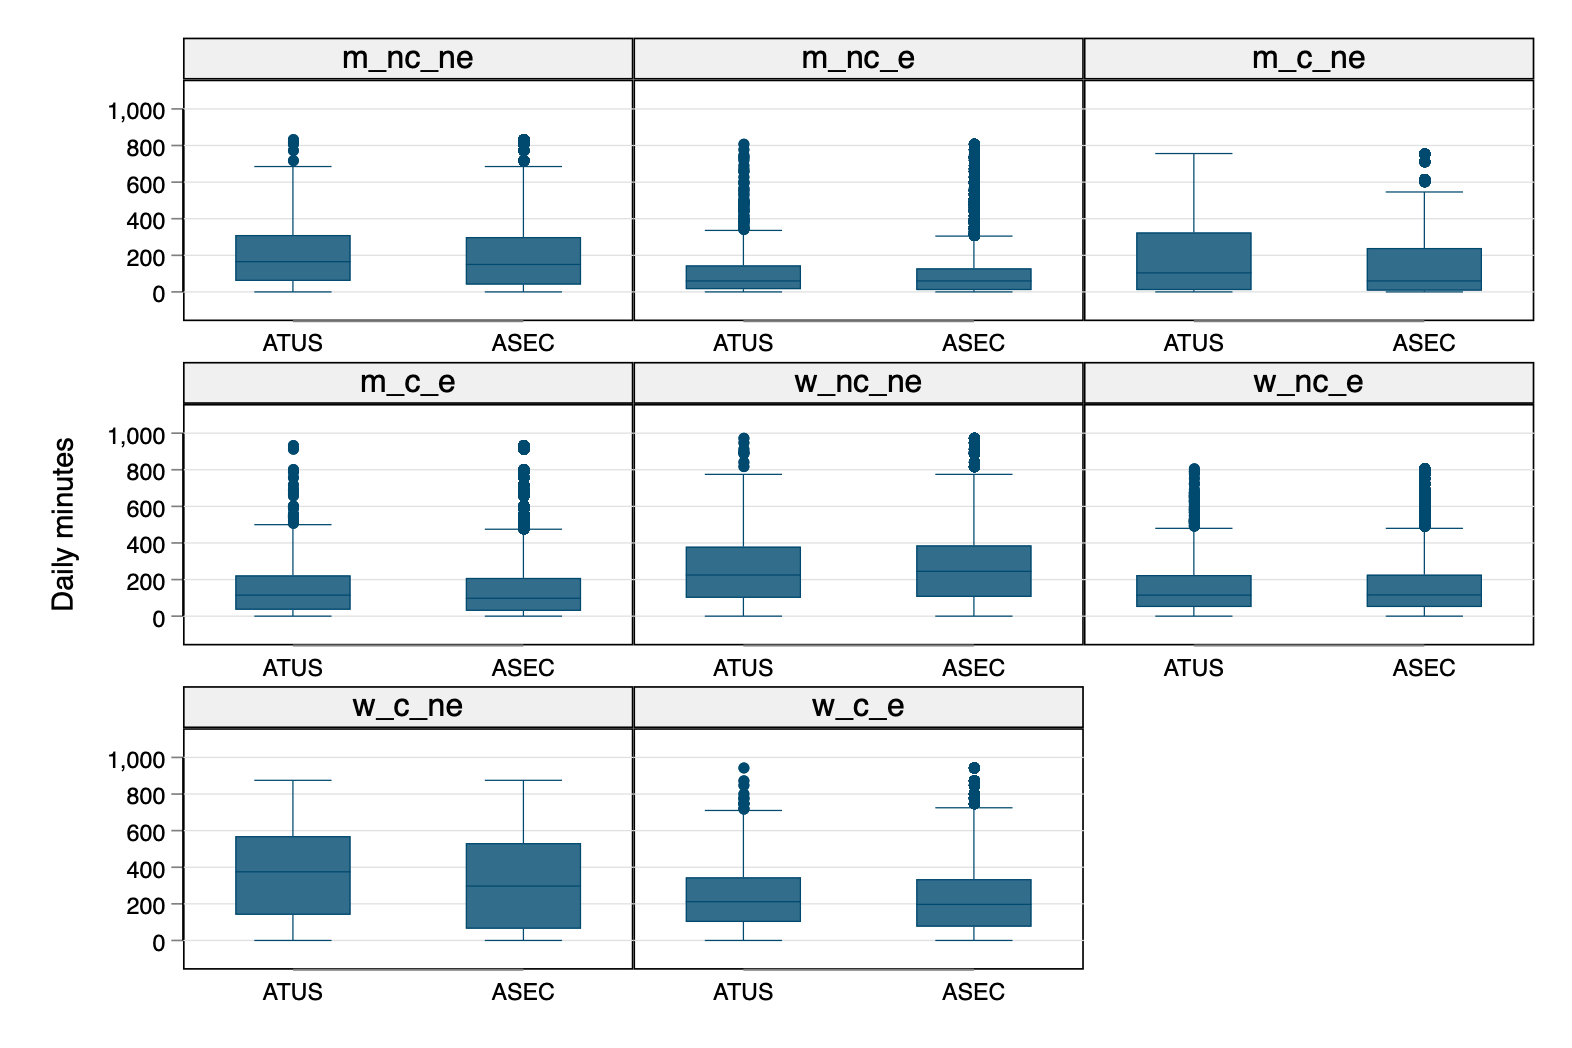 m_nc_ne m_nc_e m_c_ne
1,000
800
600
400
200
0
ATUS ASEC ATUS ASEC ATUS ASEC
m_c_e w_nc_ne w_nc_e
Daily minutes
1,000
800
600
400
200
0
ATUS ASEC ATUS ASEC ATUS ASEC
w_c_ne w_c_e
1,000
800
600
400
200
0
ATUS ASEC ATUS ASEC